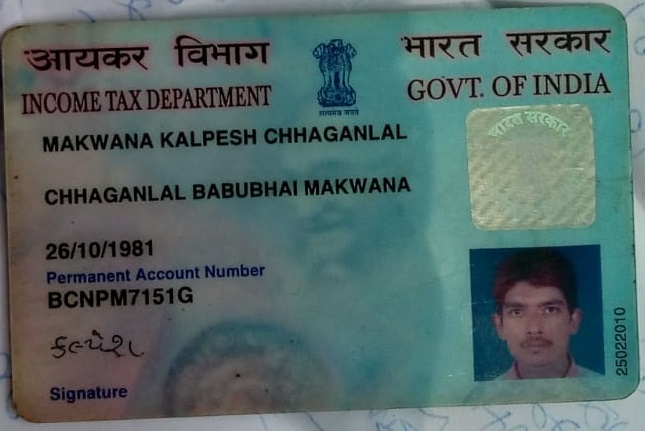 आयकर विभाग
भारत सरकार
INCOME TAX DEPARTMENT
GOVT. OF INDIA
सत्यमेव जयते
MAKWANA KALPESH CHHAGANLAL
भारत सरकार
CHHAGANLAL BABUBHAI MAKWANA
26/10/1981
Permanent Account Number
BCNPM7151G
કલ્પેશ
Signature
25022010